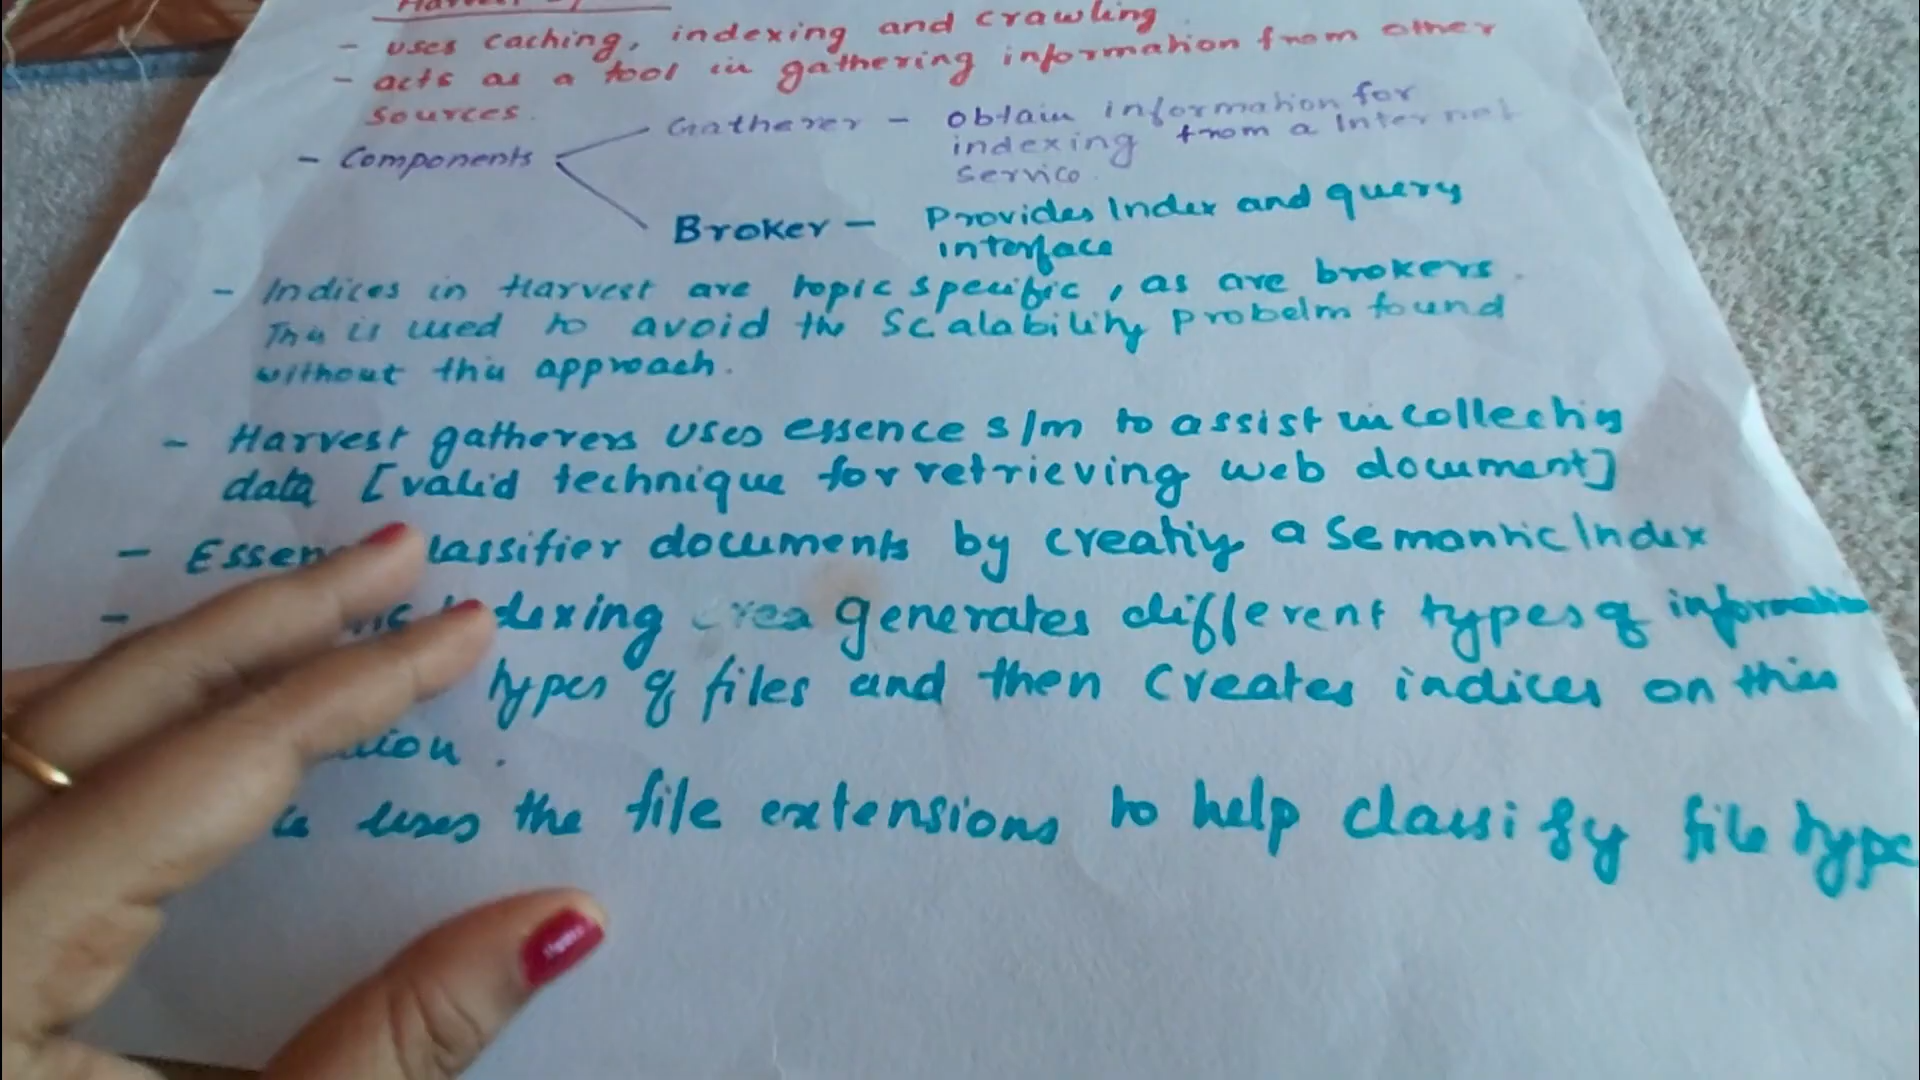 Harvest
- uses caching, indexing and crawling
- acts as a tool in gathering information from other
sources.
- Components
Gatherer - obtain information for
indexing from a Internet
service.
Broker - Provides Index and query
interface
- Indices in Harvest are topic specific, as are brokers.
This is used to avoid the Scalability Probelm found
without this approach.
- Harvest gatherers uses essence s/m to assist in collecting
data [valid technique for retrieving web document]
- classifier documents by creating a Semantic Index
- indexing generates different types of information
types of files and then creates indices on this
uses the file extensions to help classify file type